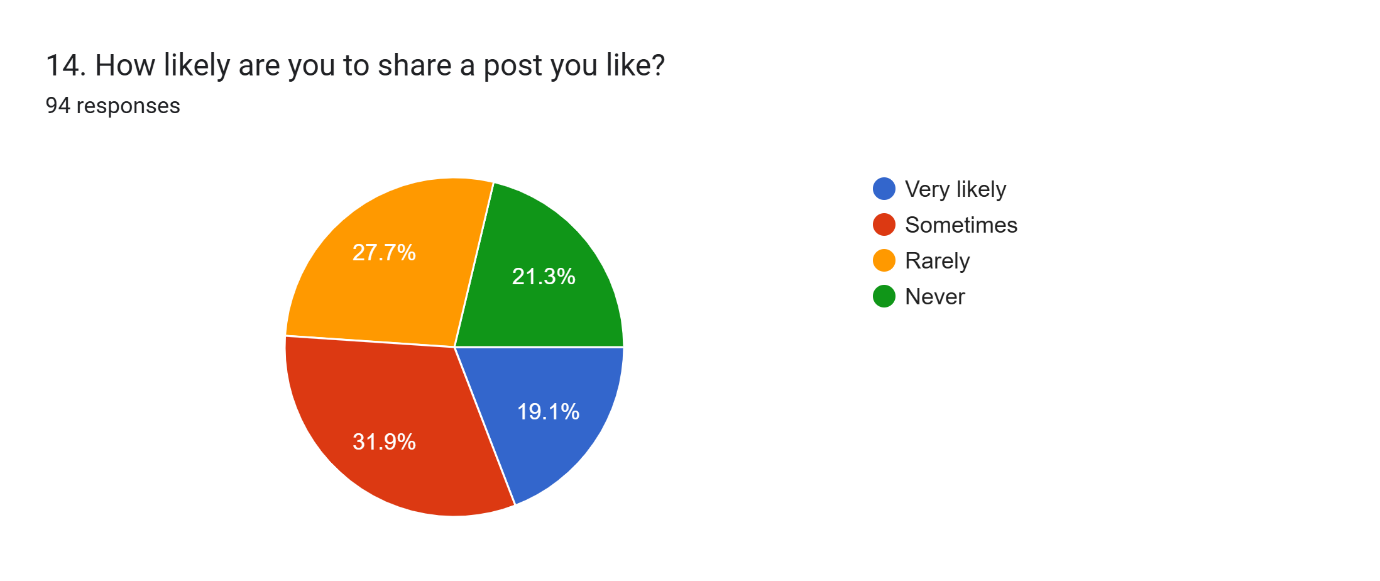 14. How likely are you to share a post you like?
94 responses
27.7%
21.3%
19.1%
31.9%
Very likely
Sometimes
Rarely
Never